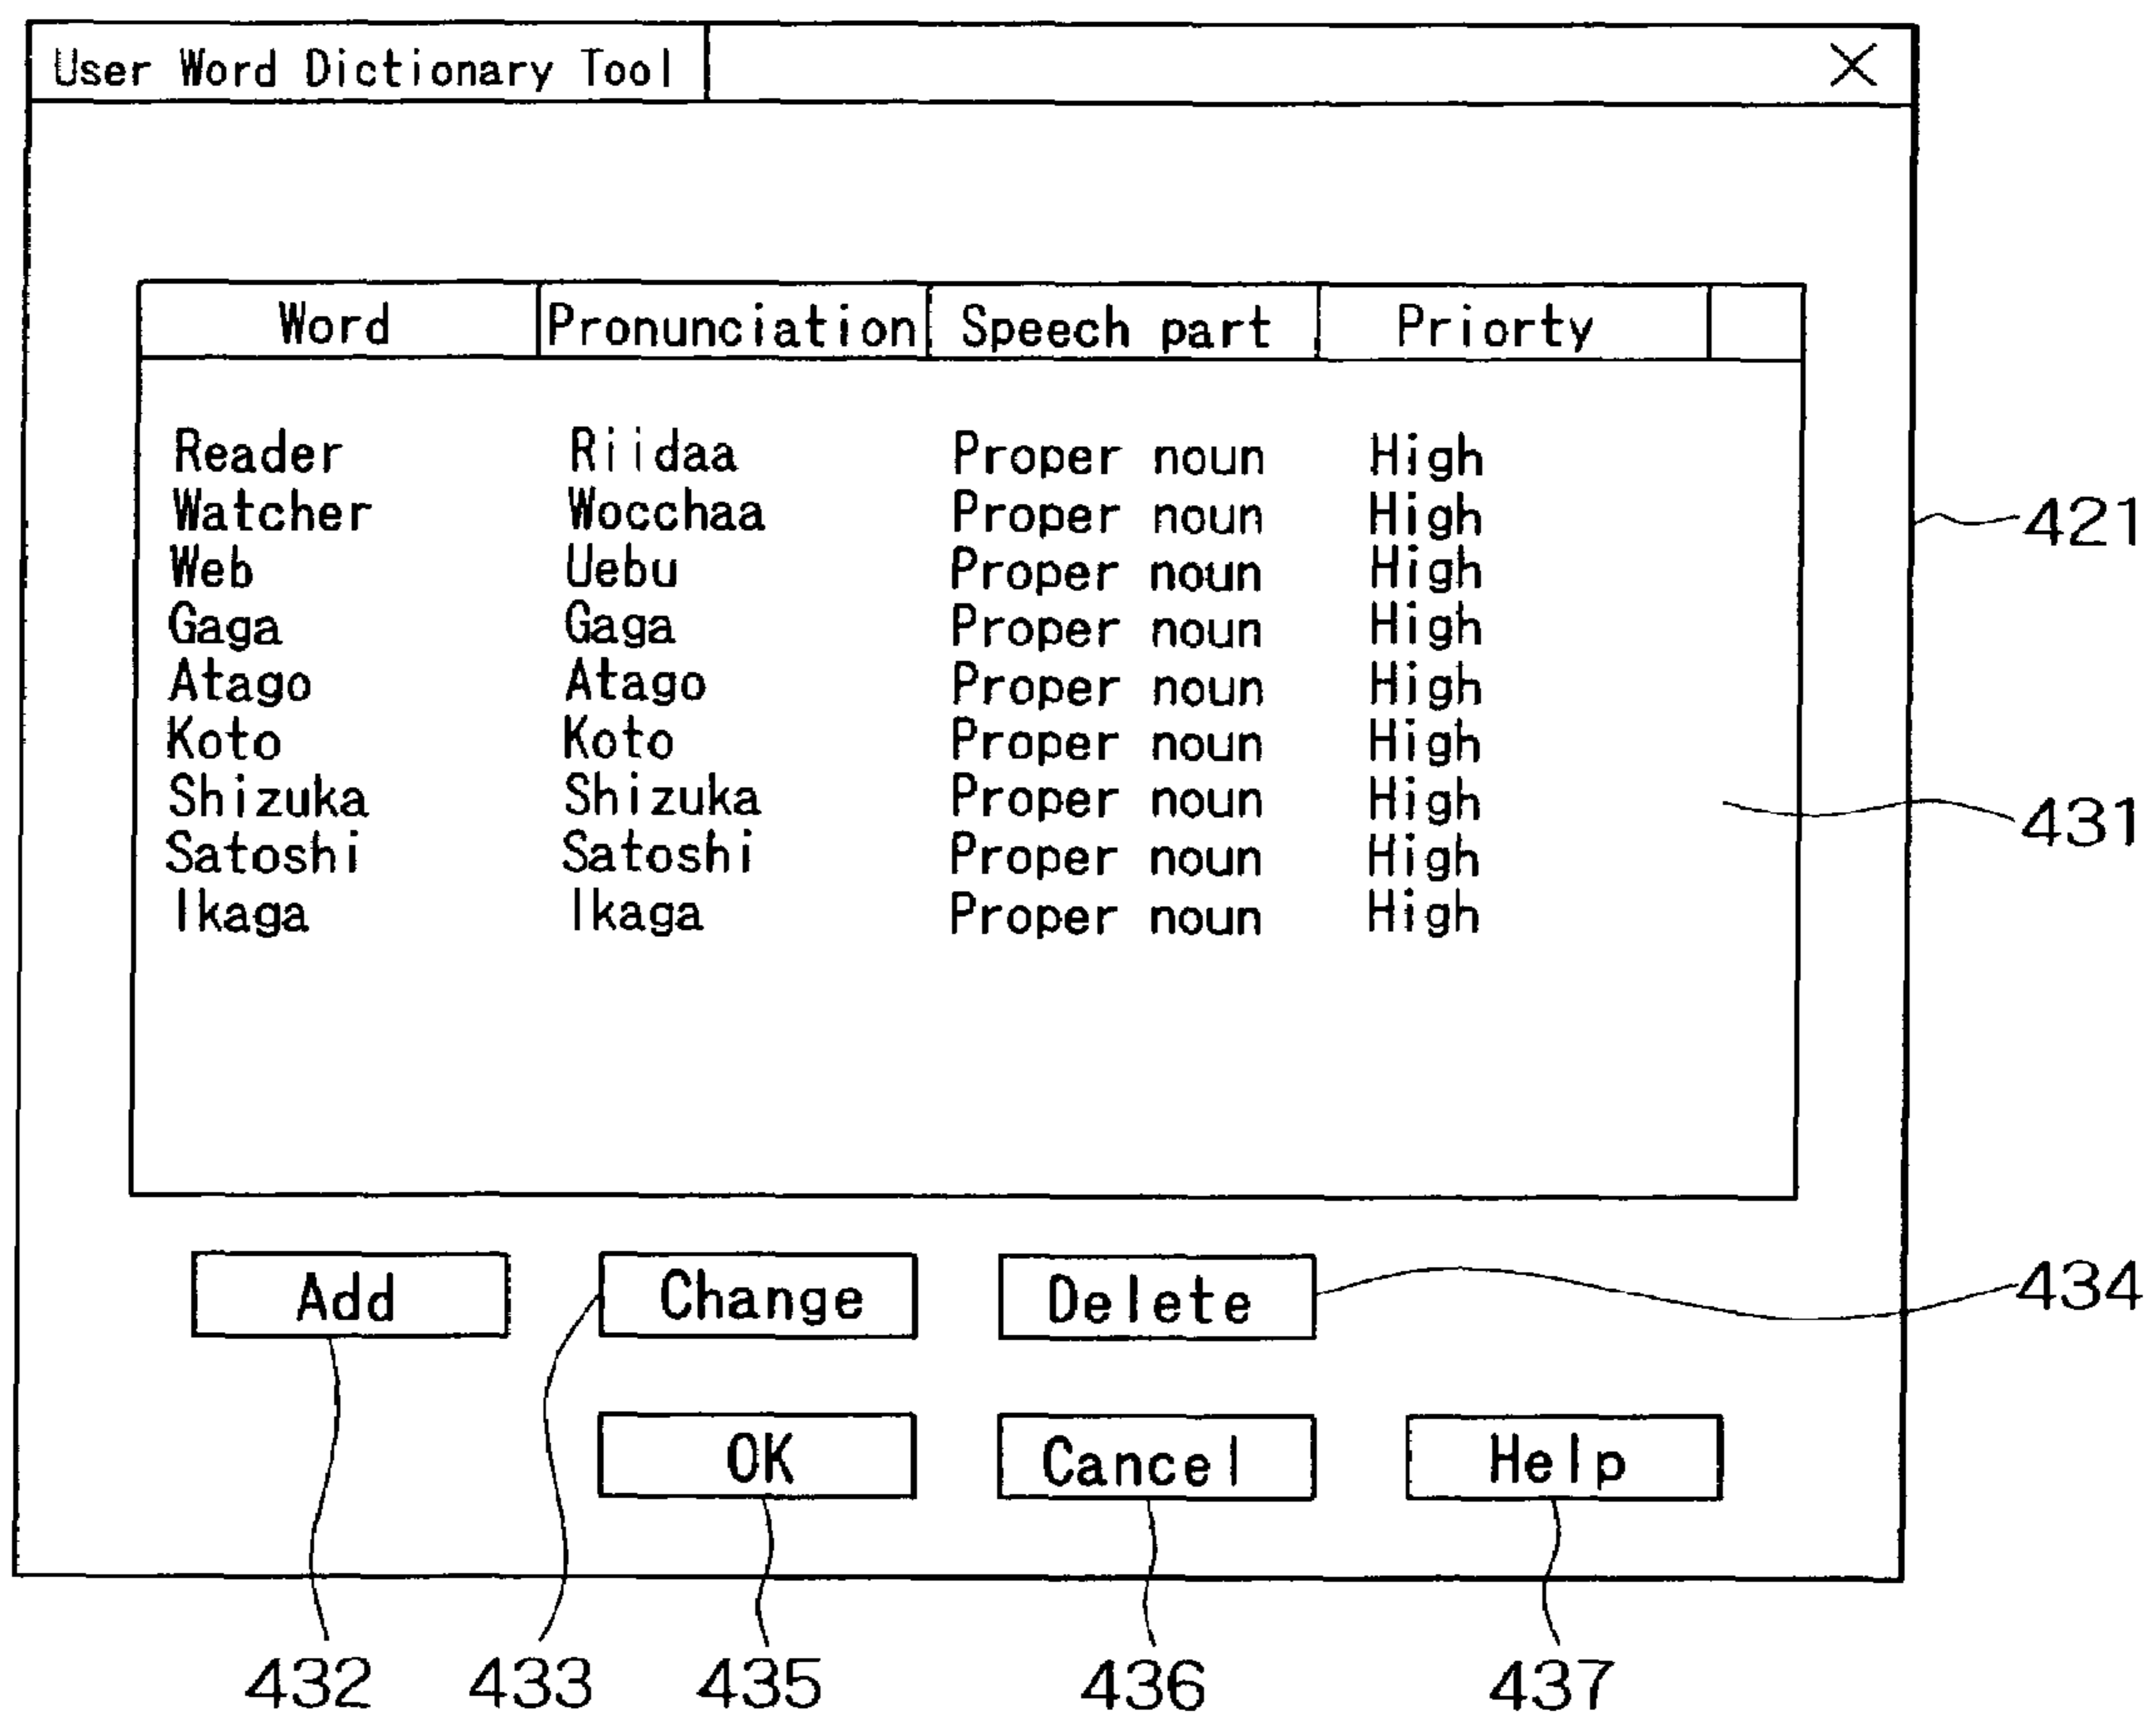 User Word Dictionary Tool ×
Word Pronunciation Speech part Priorty
Reader Riidaa Proper noun High
Watcher Wocchaa Proper noun High
Web Uebu Proper noun High
Gaga Gaga Proper noun High
Atago Atago Proper noun High
Koto Koto Proper noun High
Shizuka Shizuka Proper noun High
Satoshi Satoshi Proper noun High
Ikaga Ikaga Proper noun High
421
431
Add Change Delete
434
OK Cancel Help
432 433 435 436 437